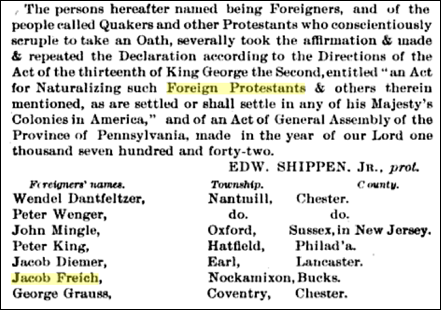 The persons hereafter named being Foreigners, and of the
people called Quakers and other Protestants who conscientiously
scruple to take an Oath, severally took the affirmation & made
& repeated the Declaration according to the Directions of the
Act of the thirteenth of King George the Second, entitled "an Act
for Naturalizing such Foreign Protestants & others therein
mentioned, as are settled or shall settle in any of his Majesty's
Colonies in America," and of an Act of General Assembly of the
Province of Pennsylvania, made in the year of our Lord one
thousand seven hundred and forty-two.
EDW. SHIPPEN, JR., prot.
Foreigners' names. Township. County.
Wendel Dantfeltzer, Nantmill, Chester.
Peter Wenger, do. do.
John Mingle, Oxford, Sussex, in New Jersey.
Peter King, Hatfield, Philad'a.
Jacob Diemer, Earl, Lancaster.
Jacob Freich, Nockamixon, Bucks.
George Grauss, Coventry, Chester.